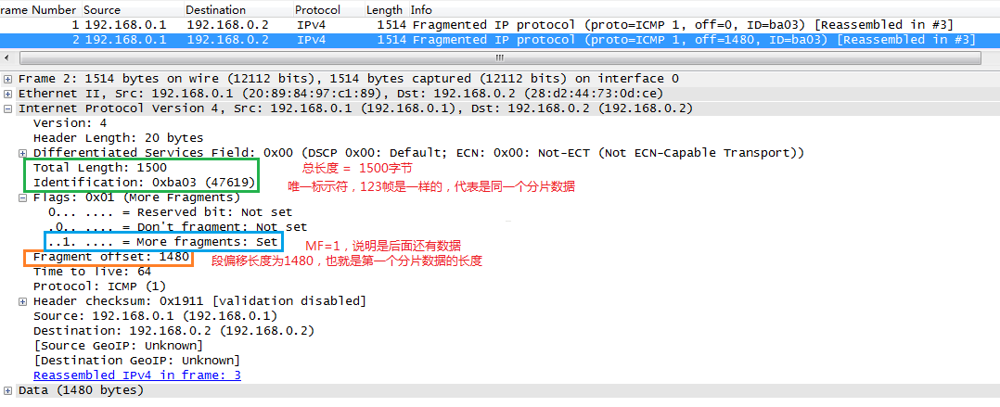 rame Number Source Destination Protocol Length Info
1 192.168.0.1 192.168.0.2 IPv4 1514 Fragmented IP protocol (proto=ICMP 1, off=0, ID=ba03) [Reassembled in #3]
2 192.168.0.1 192.168.0.2 IPv4 1514 Fragmented IP protocol (proto=ICMP 1, off=1480, ID=ba03) [Reassembled in #3]
Frame 2: 1514 bytes on wire (12112 bits), 1514 bytes captured (12112 bits) on interface 0
Ethernet II, Src: 192.168.0.1 (20:89:84:97:c1:89), Dst: 192.168.0.2 (28:d2:44:73:0d:ce)
Internet Protocol Version 4, Src: 192.168.0.1 (192.168.0.1), Dst: 192.168.0.2 (192.168.0.2)
Version: 4
Header Length: 20 bytes
Differentiated Services Field: 0x00 (DSCP 0x00: Default; ECN: 0x00: Not-ECT (Not ECN-Capable Transport))
Total Length: 1500 总长度 = 1500字节
Identification: 0xba03 (47619) 唯一标示符，123帧是一样的，代表是同一个分片数据
Flags: 0x01 (More Fragments)
0... .... = Reserved bit: Not set
.0.. .... = Don't fragment: Not set
..1. .... = More fragments: Set MF=1，说明是后面还有数据
Fragment offset: 1480 段偏移长度为1480，也就是第一个分片数据的长度
Time to live: 64
Protocol: ICMP (1)
Header checksum: 0x1911 [validation disabled]
Source: 192.168.0.1 (192.168.0.1)
Destination: 192.168.0.2 (192.168.0.2)
[Source GeoIP: Unknown]
[Destination GeoIP: Unknown]
Reassembled IPv4 in frame: 3
Data (1480 bytes)